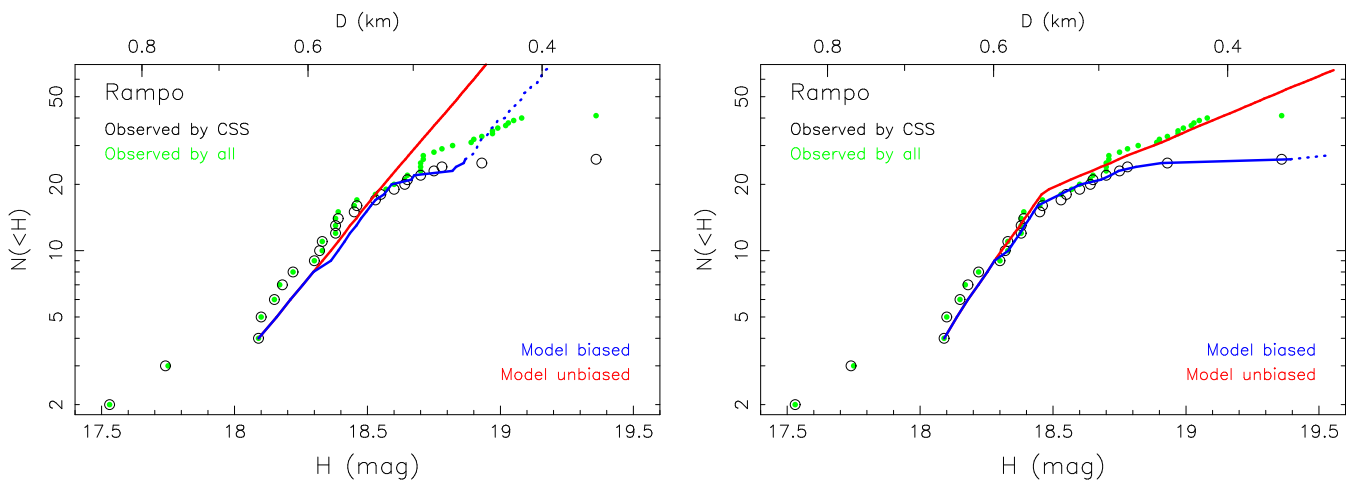 D (km)
0.8
0.6
0.4
Rampo
Observed by CSS
Observed by all
Model biased
Model unbiased
N(<H)
50
20
10
5
2
17.5
18
18.5
19
19.5
H (mag)
D (km)
0.8
0.6
0.4
Rampo
Observed by CSS
Observed by all
Model biased
Model unbiased
N(<H)
50
20
10
5
2
17.5
18
18.5
19
19.5
H (mag)